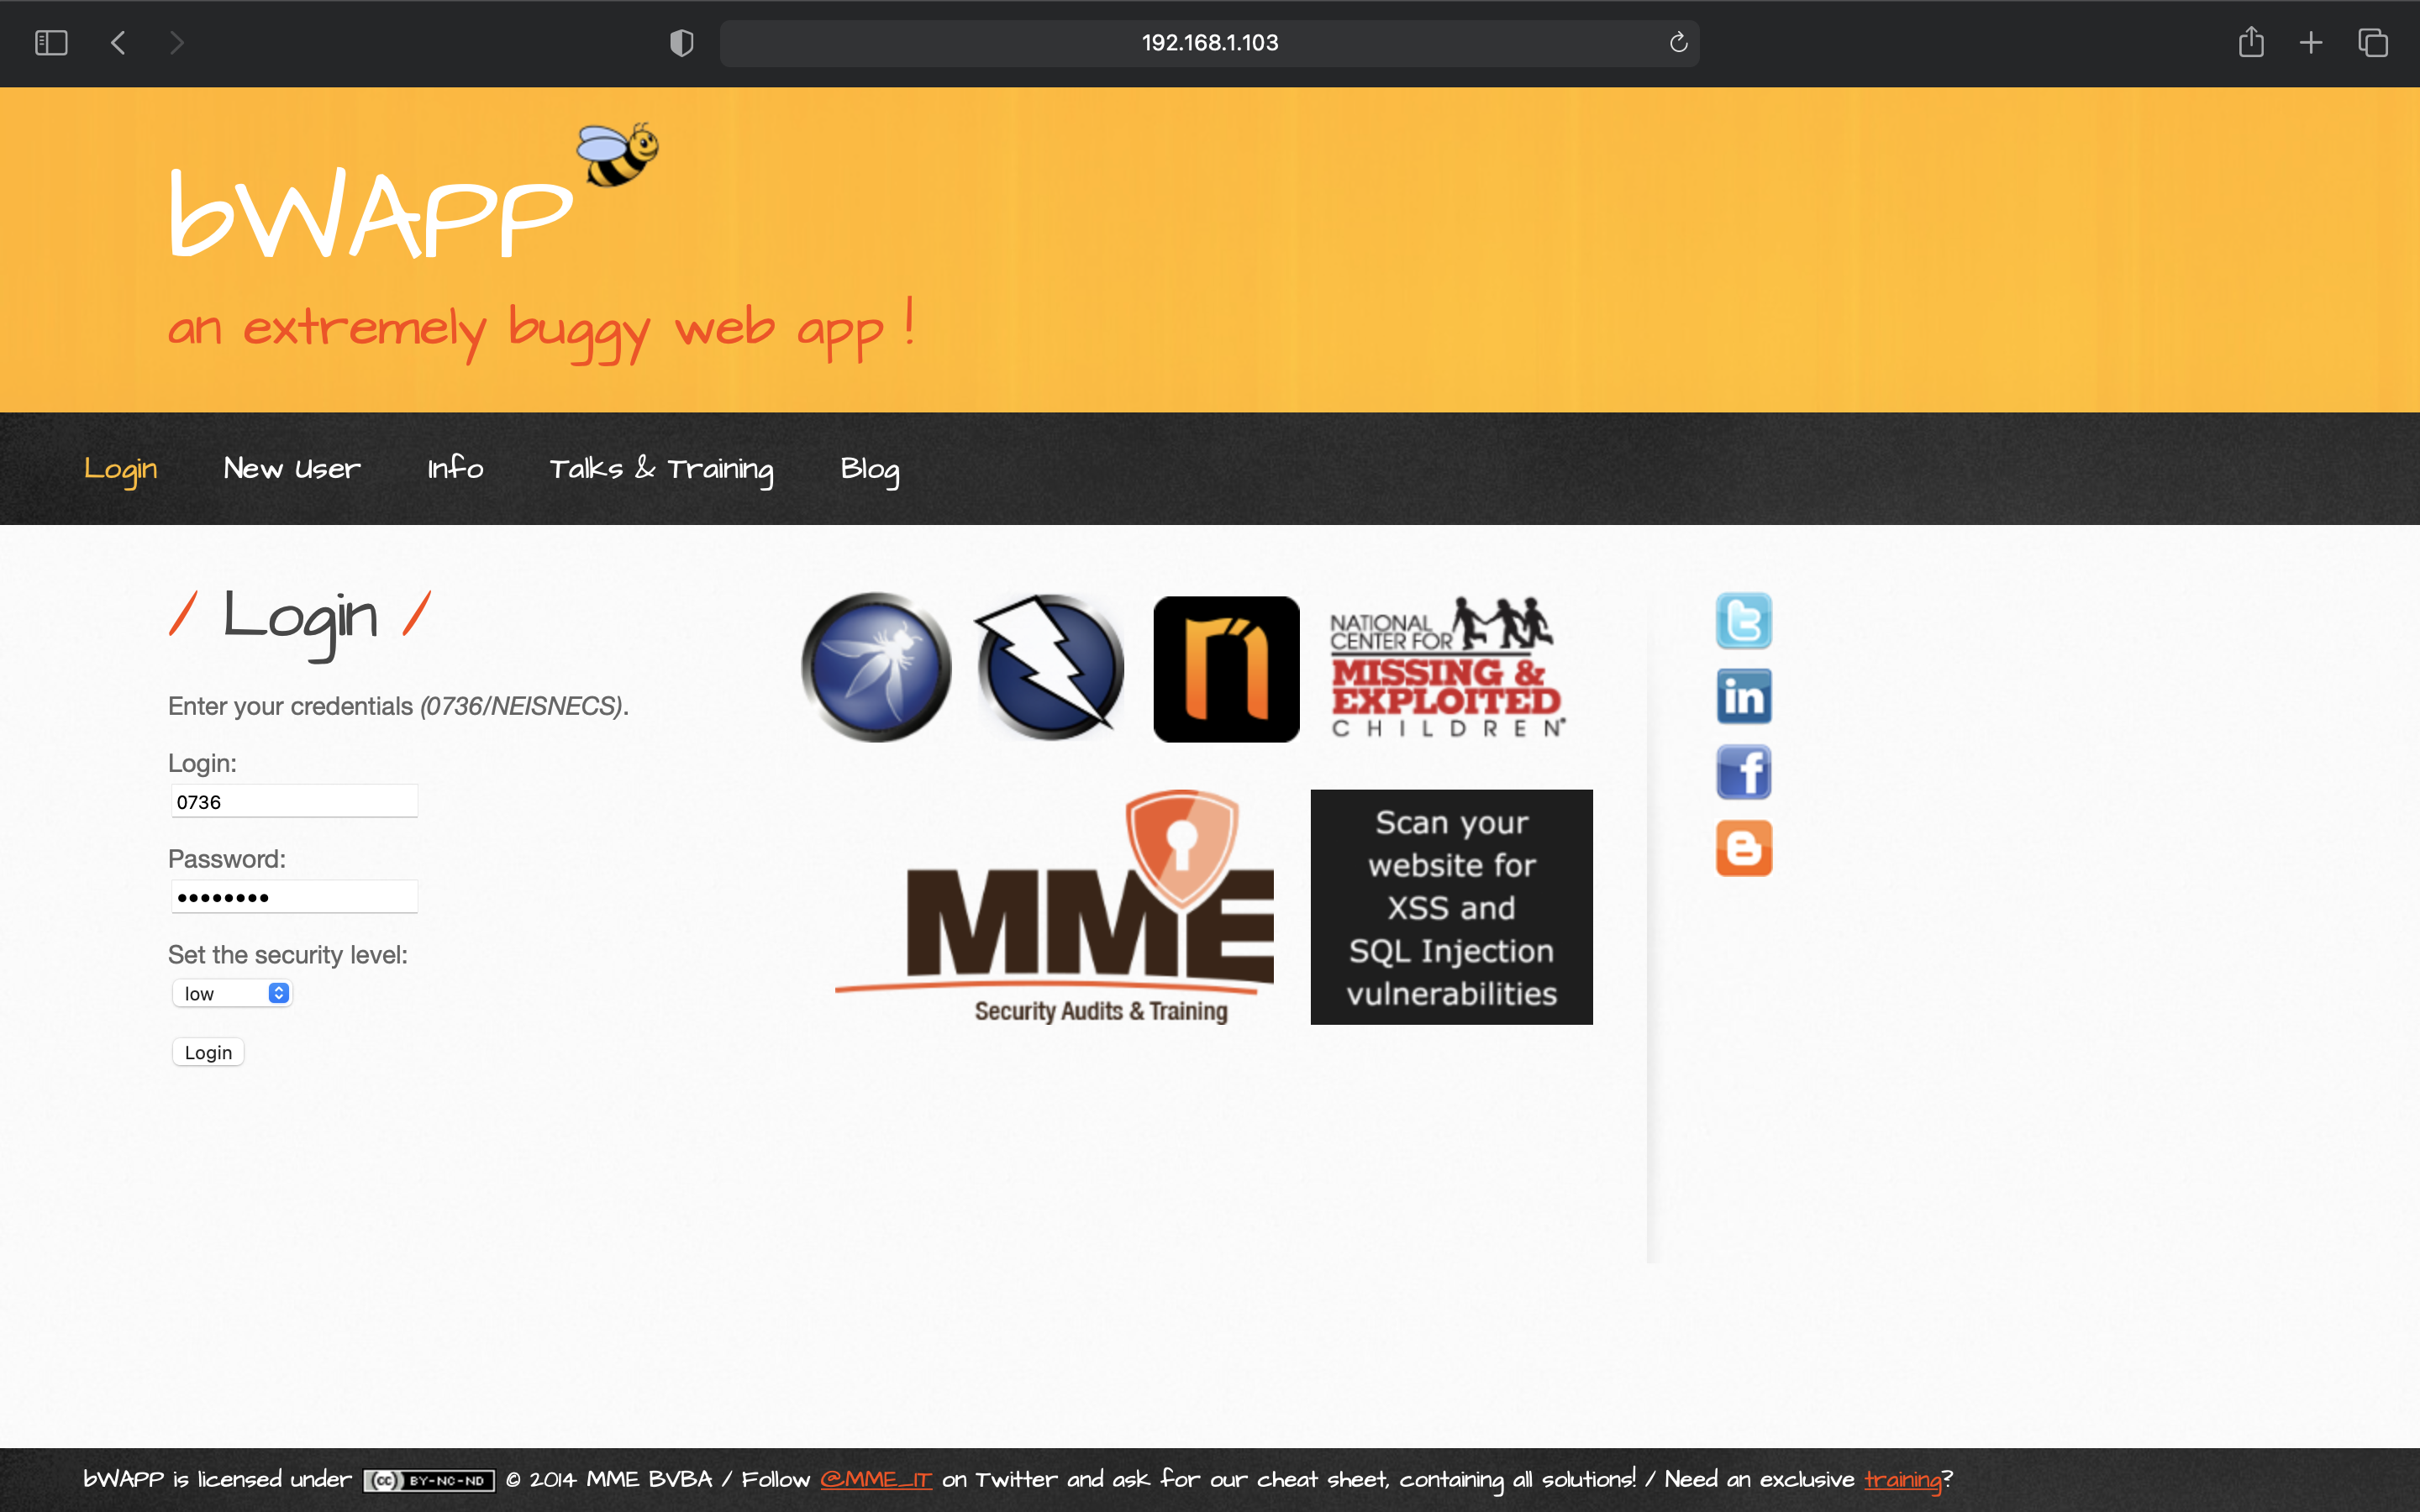 192.168.1.103
bWAPP
an extremely buggy web app !
Login
New User
Info
Talks & Training
Blog
/ Login /
Enter your credentials (0736/NEISNECS).
Login:
0736
Password:
••••••••
Set the security level:
low
Login
n
NATIONAL
CENTER FOR
MISSING &
EXPLOITED
CHILDREN®
MME
Security Audits & Training
Scan your
website for
XSS and
SQL Injection
vulnerabilities
t
in
f
B
bWAPP is licensed under (cc) BY-NC-ND © 2014 MME BVBA / Follow @MME_IT on Twitter and ask for our cheat sheet, containing all solutions! / Need an exclusive training?